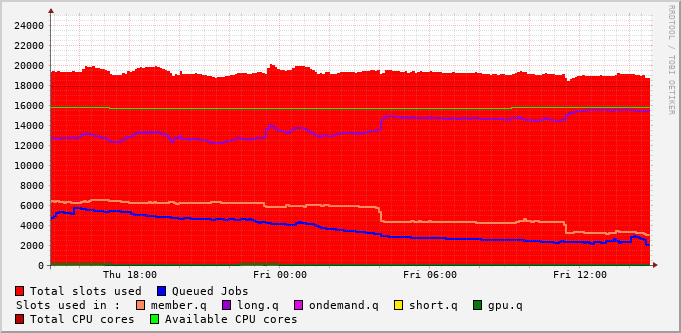 RRDTOOL / TOBI OETIKER
24000
22000
20000
18000
16000
14000
12000
10000
8000
6000
4000
2000
0
Thu 18:00 Fri 00:00 Fri 06:00 Fri 12:00
Total slots used Queued Jobs
Slots used in : member.q long.q ondemand.q short.q gpu.q
Total CPU cores Available CPU cores